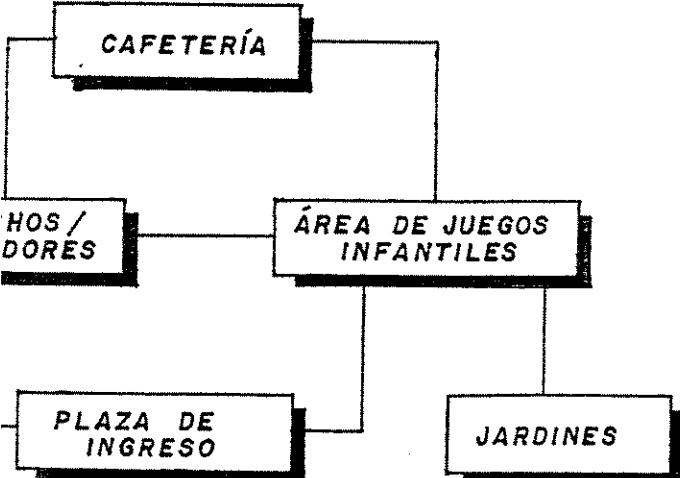 CAFETERÍA
HOS /
DORES
ÁREA DE JUEGOS
INFANTILES
PLAZA DE
INGRESO
JARDINES